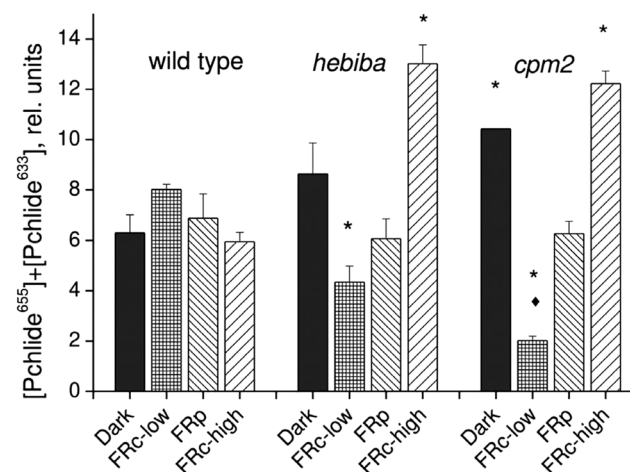 [Pchlide⁶⁵⁵]+[Pchlide⁶³³], rel. units
14
12
10
8
6
4
2
0
wild type
hebiba
cpm2
*
*
*
*
*
♦
Dark
FRc-low
FRp
FRc-high
Dark
FRc-low
FRp
FRc-high
Dark
FRc-low
FRp
FRc-high